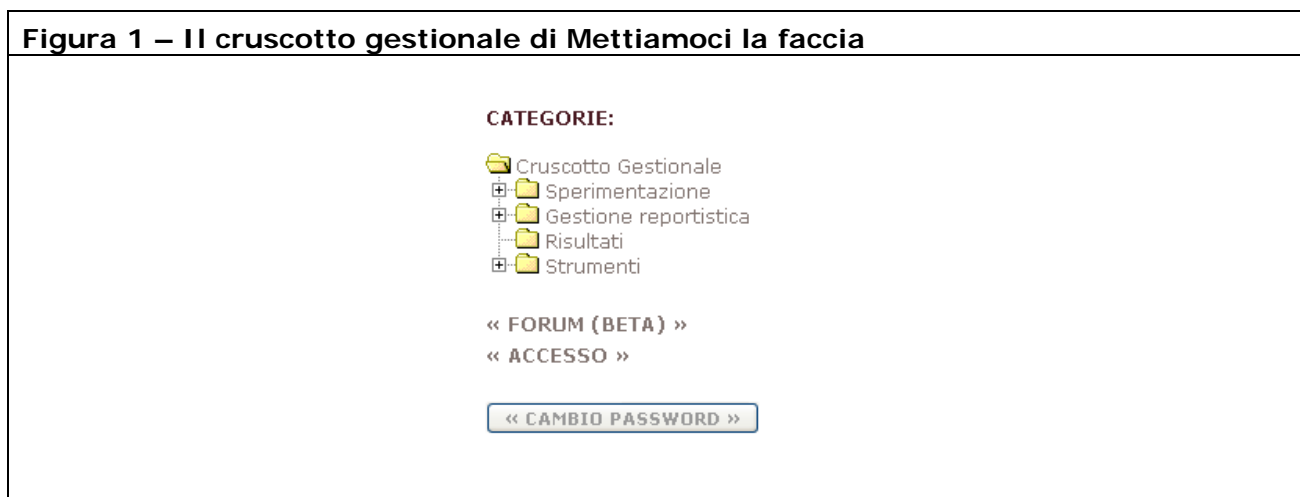 Figura 1 – Il cruscotto gestionale di Mettiamoci la faccia
CATEGORIE:
Cruscotto Gestionale
Sperimentazione
Gestione reportistica
Risultati
Strumenti
« FORUM (BETA) »
« ACCESSO »
« CAMBIO PASSWORD »